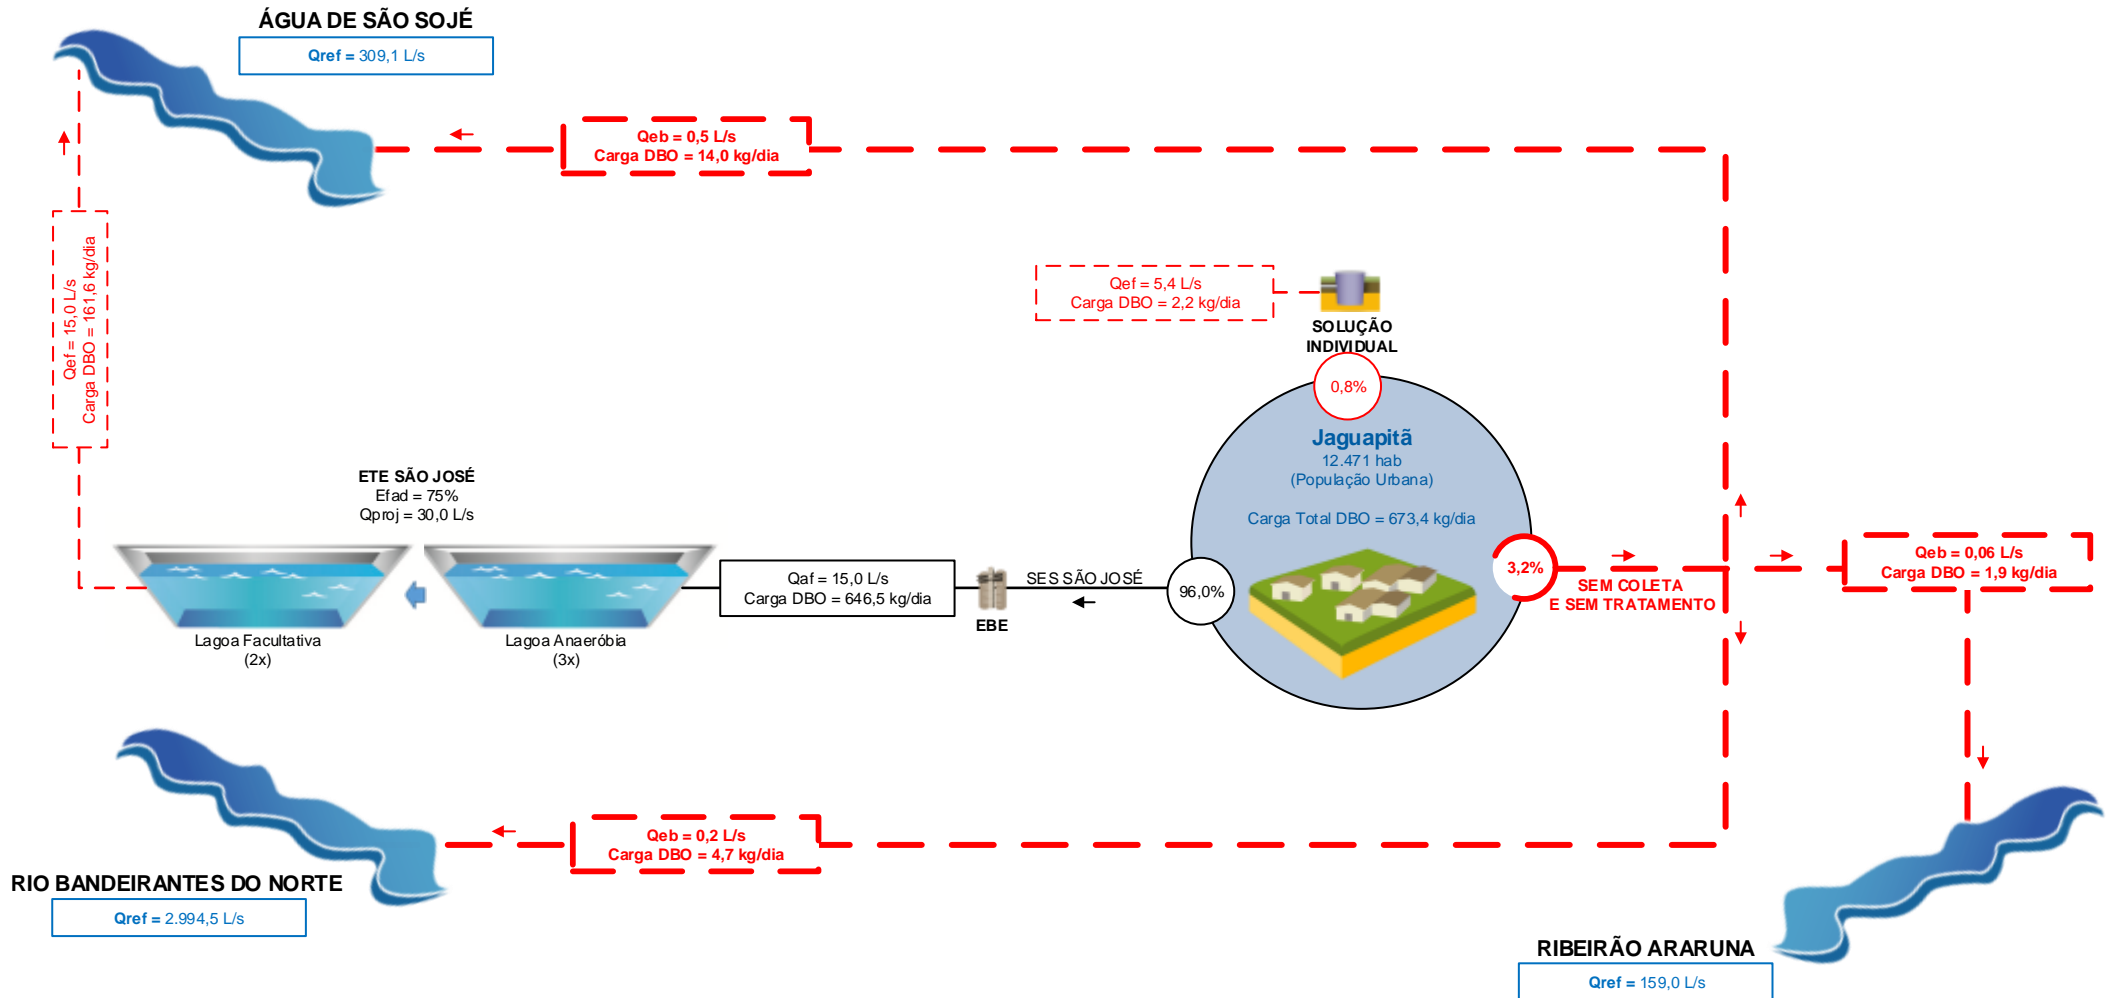 ÁGUA DE SÃO SOJÉ
Qref = 309,1 L/s
Qeb = 0,5 L/s
Carga DBO = 14,0 kg/dia
Qef = 15,0 L/s
Carga DBO = 161,6 kg/dia
Qef = 5,4 L/s
Carga DBO = 2,2 kg/dia
SOLUÇÃO
INDIVIDUAL
0,8%
Jaguapitã
12.471 hab
(População Urbana)
Carga Total DBO = 673,4 kg/dia
ETE SÃO JOSÉ
Efad = 75%
Qproj = 30,0 L/s
Lagoa Facultativa
(2x)
Lagoa Anaeróbia
(3x)
Qaf = 15,0 L/s
Carga DBO = 646,5 kg/dia
EBE
SES SÃO JOSÉ
96,0%
3,2%
SEM COLETA
E SEM TRATAMENTO
Qeb = 0,06 L/s
Carga DBO = 1,9 kg/dia
Qeb = 0,2 L/s
Carga DBO = 4,7 kg/dia
RIO BANDEIRANTES DO NORTE
Qref = 2.994,5 L/s
RIBEIRÃO ARARUNA
Qref = 159,0 L/s